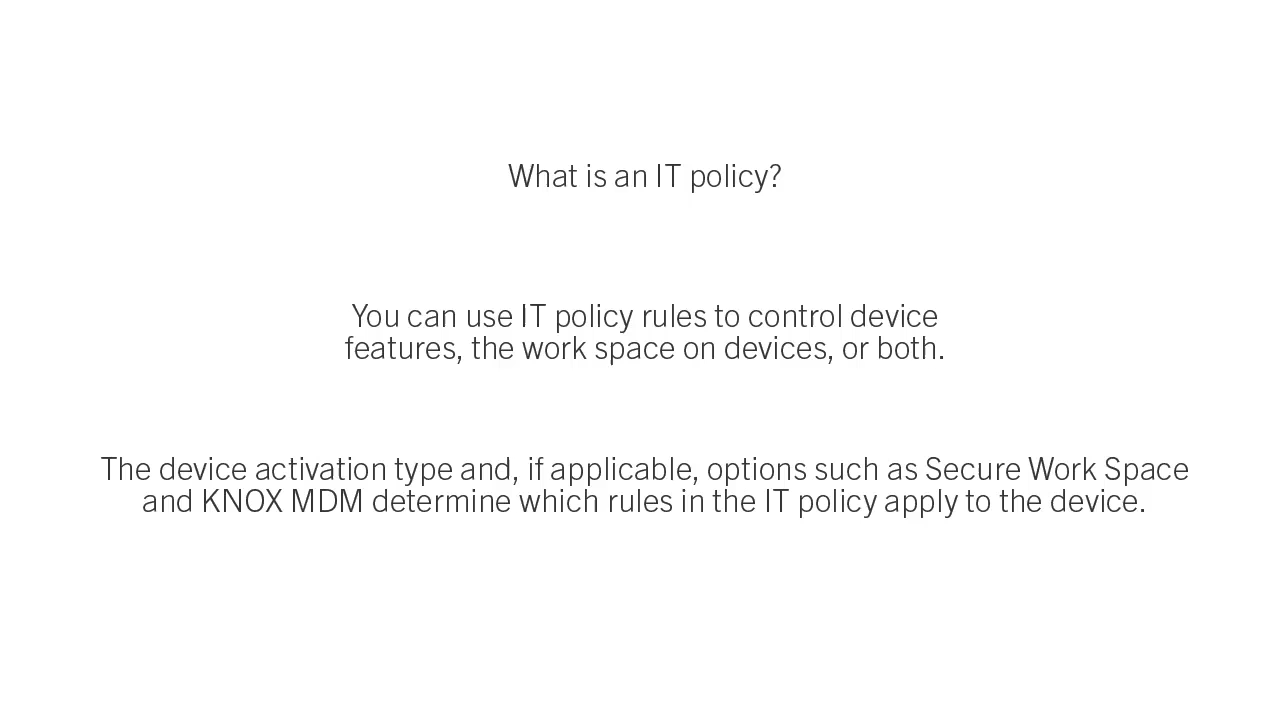 What is an IT policy?
You can use IT policy rules to control device
features, the work space on devices, or both.
The device activation type and, if applicable, options such as Secure Work Space
and KNOX MDM determine which rules in the IT policy apply to the device.